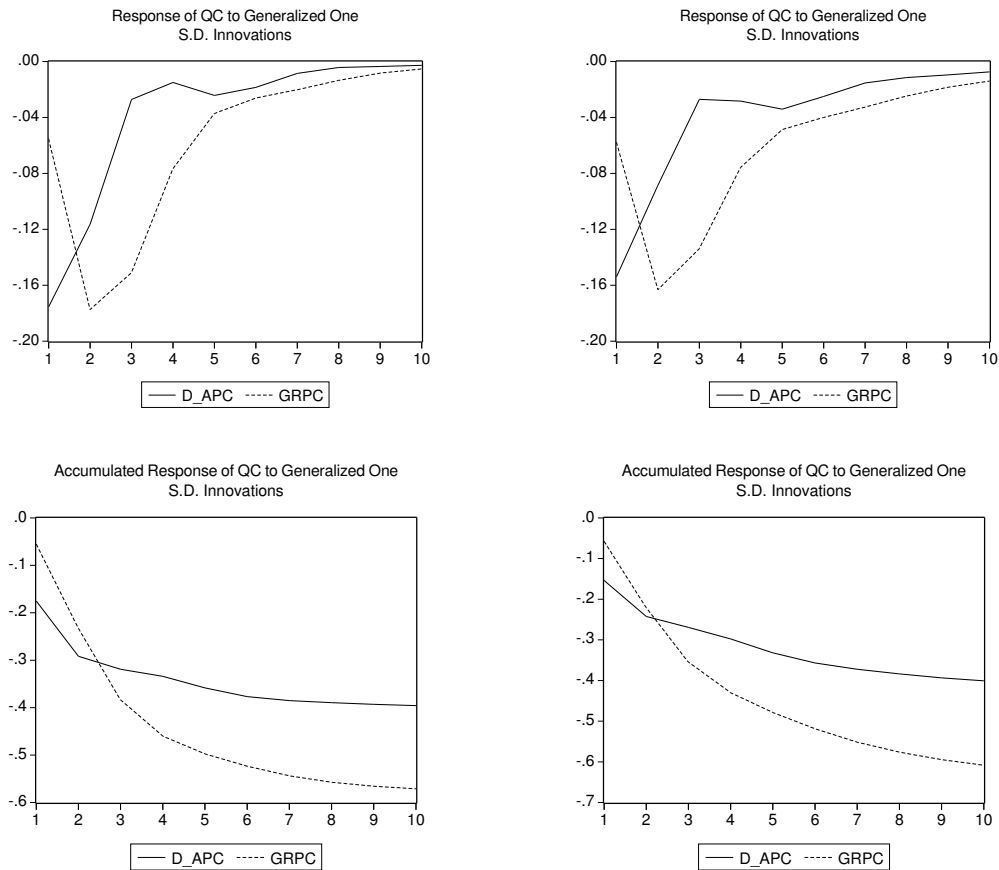 Response of QC to Generalized One
S.D. Innovations
.00
-.04
-.08
-.12
-.16
-.20
1 2 3 4 5 6 7 8 9 10
D_APC GRPC
Response of QC to Generalized One
S.D. Innovations
.00
-.04
-.08
-.12
-.16
-.20
1 2 3 4 5 6 7 8 9 10
D_APC GRPC
Accumulated Response of QC to Generalized One
S.D. Innovations
.0
-.1
-.2
-.3
-.4
-.5
-.6
1 2 3 4 5 6 7 8 9 10
D_APC GRPC
Accumulated Response of QC to Generalized One
S.D. Innovations
.0
-.1
-.2
-.3
-.4
-.5
-.6
-.7
1 2 3 4 5 6 7 8 9 10
D_APC GRPC